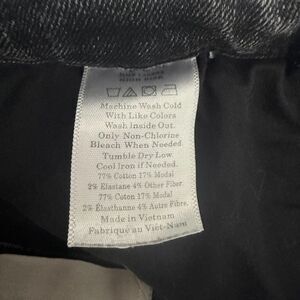 Machine Wash Cold
With Like Colors
Wash Inside Out.
Only Non-Chlorine
Bleach When Needed.
Tumble Dry Low.
Cool Iron if Needed.
77% Cotton 17% Modal
2% Elastane 4% Other Fiber
77% Coton 17% Modal
2% Élasthanne 4% Autre Fibre.
Made in Vietnam
Fabriqué au Viêt-Nam